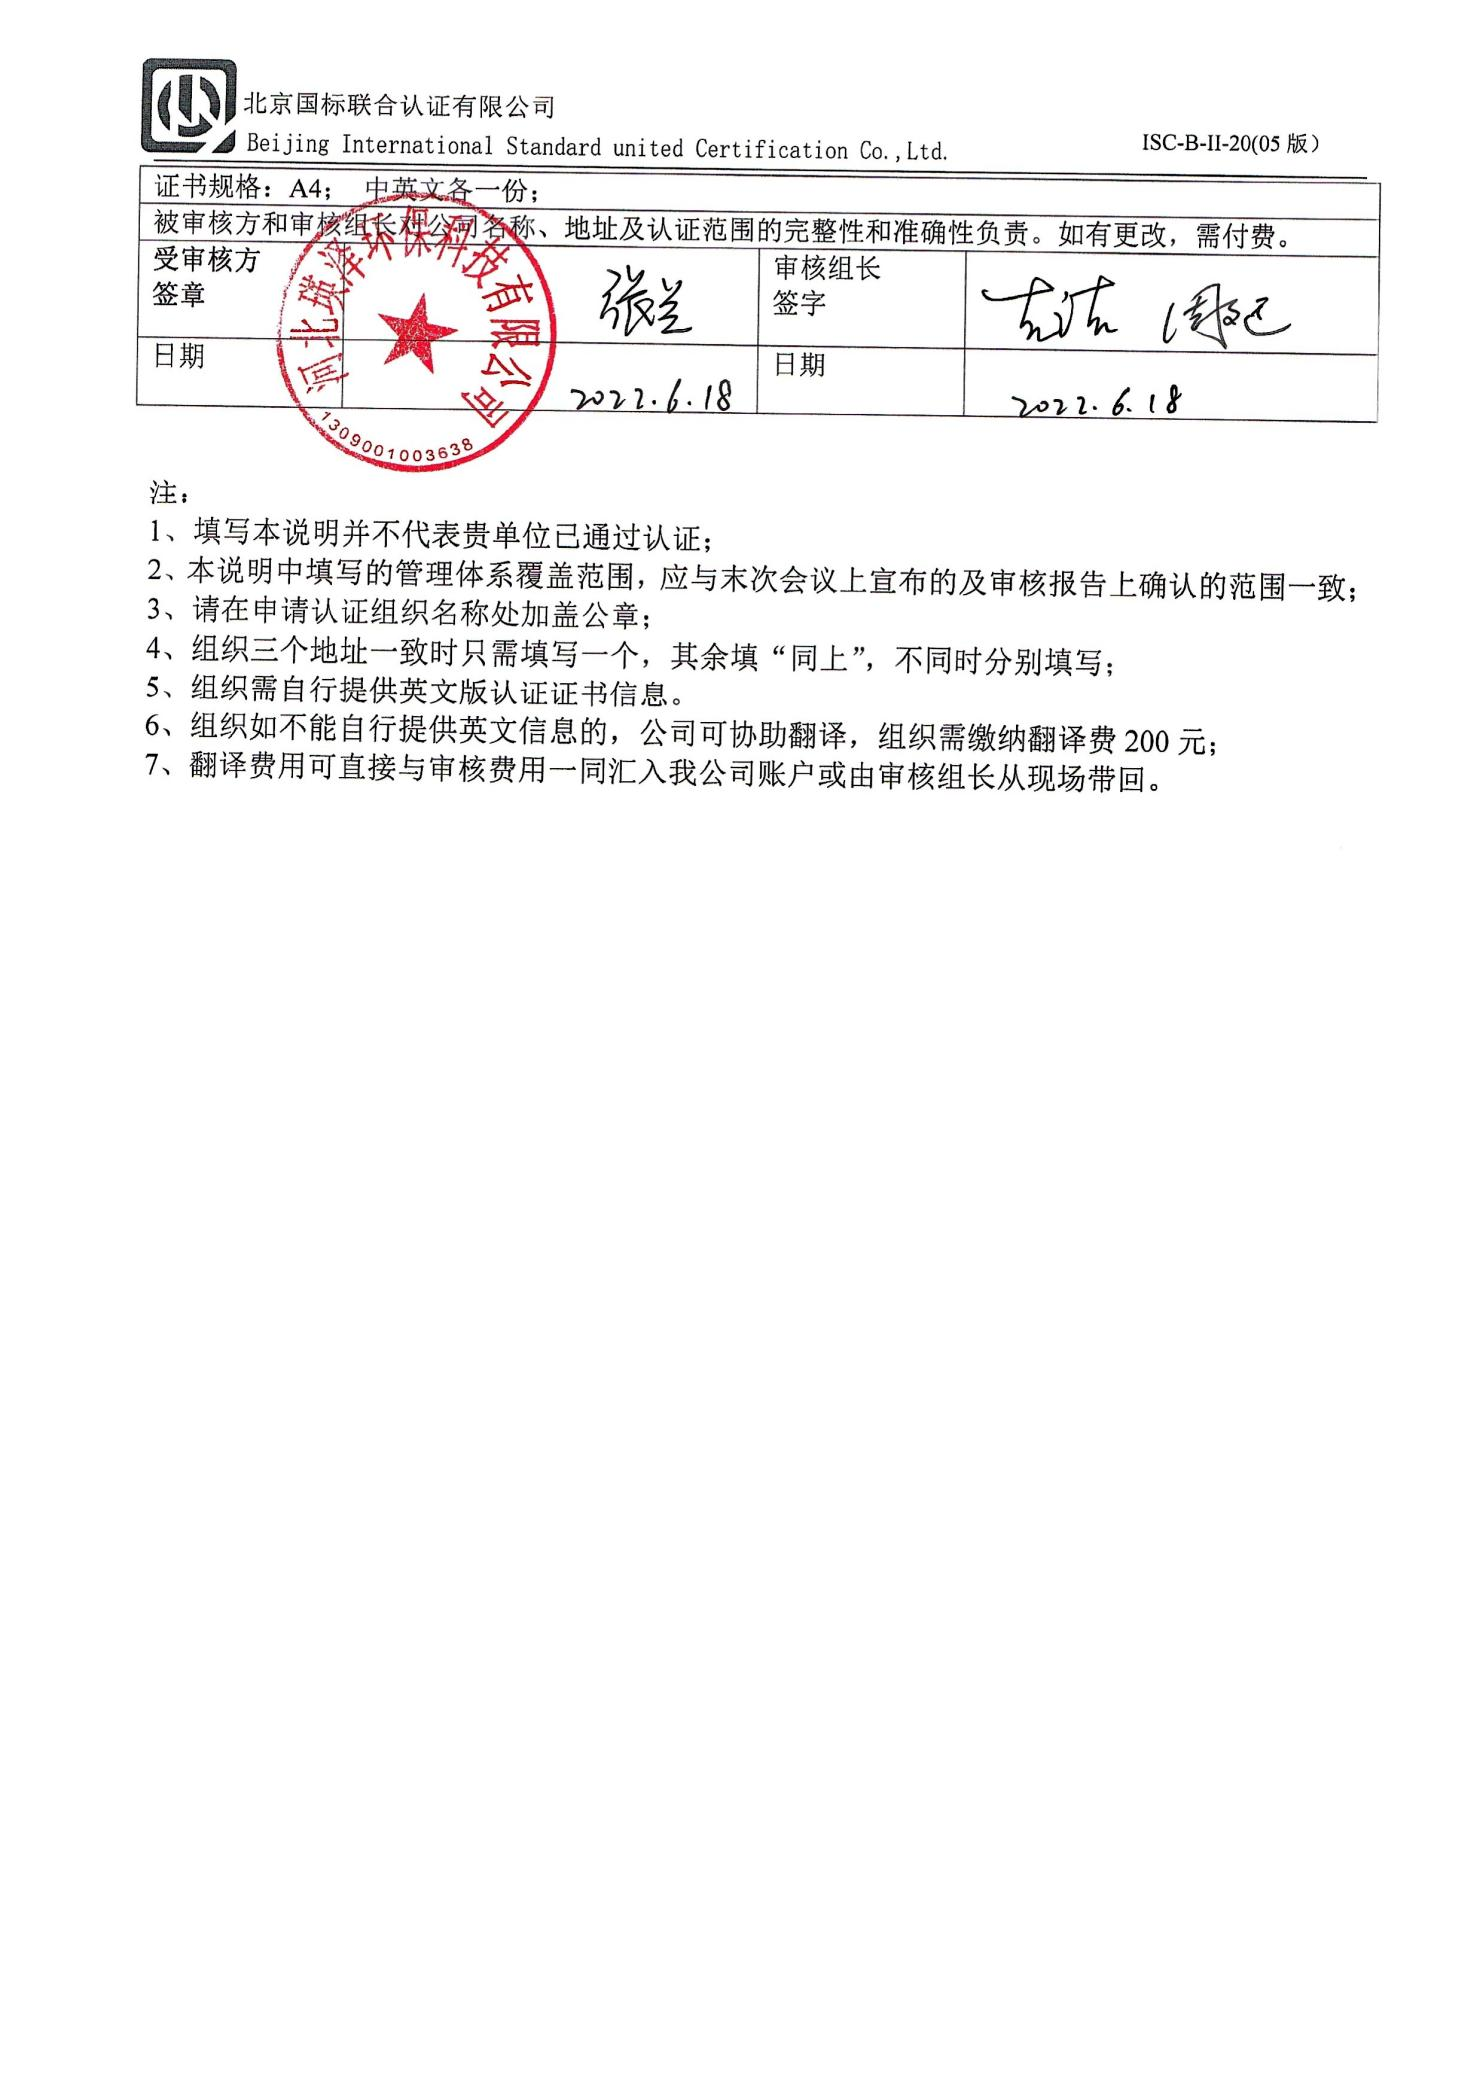 北京国标联合认证有限公司
Beijing International Standard united Certification Co.,Ltd.
ISC-B-II-20(05 版）
证书规格：A4； 中英文各一份；
被审核方和审核组长对公司名称、地址及认证范围的完整性和准确性负责。如有更改，需付费。
受审核方
签章
河北瑞泽环保科技有限公司
1309001003638
审核组长
签字
日期
2022.6.18
日期
2022.6.18
注：
1、填写本说明并不代表贵单位已通过认证；
2、本说明中填写的管理体系覆盖范围，应与末次会议上宣布的及审核报告上确认的范围一致；
3、请在申请认证组织名称处加盖公章；
4、组织三个地址一致时只需填写一个，其余填“同上”，不同时分别填写；
5、组织需自行提供英文版认证证书信息。
6、组织如不能自行提供英文信息的，公司可协助翻译，组织需缴纳翻译费 200 元；
7、翻译费用可直接与审核费用一同汇入我公司账户或由审核组长从现场带回。